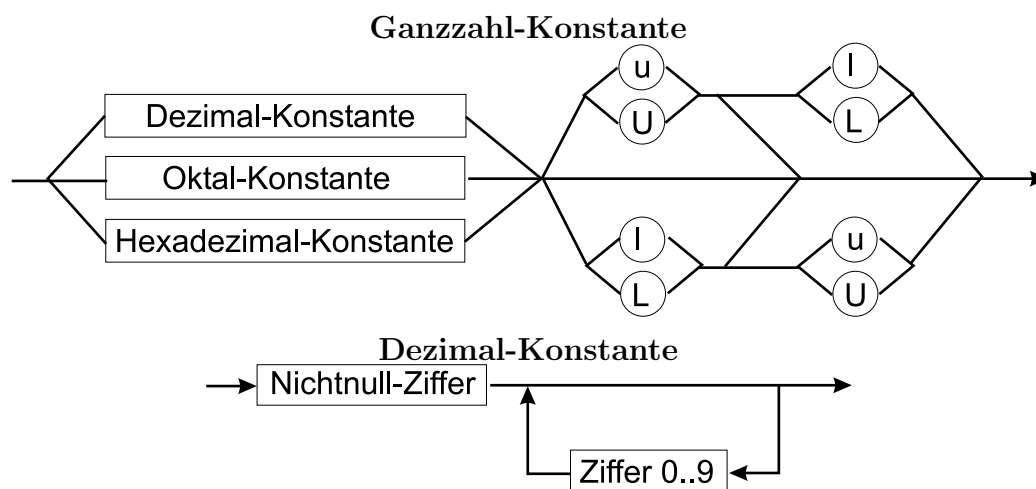 Ganzzahl-Konstante
u l
Dezimal-Konstante U L
Oktal-Konstante
Hexadezimal-Konstante l u
L U
Dezimal-Konstante
Nichtnull-Ziffer
Ziffer 0..9